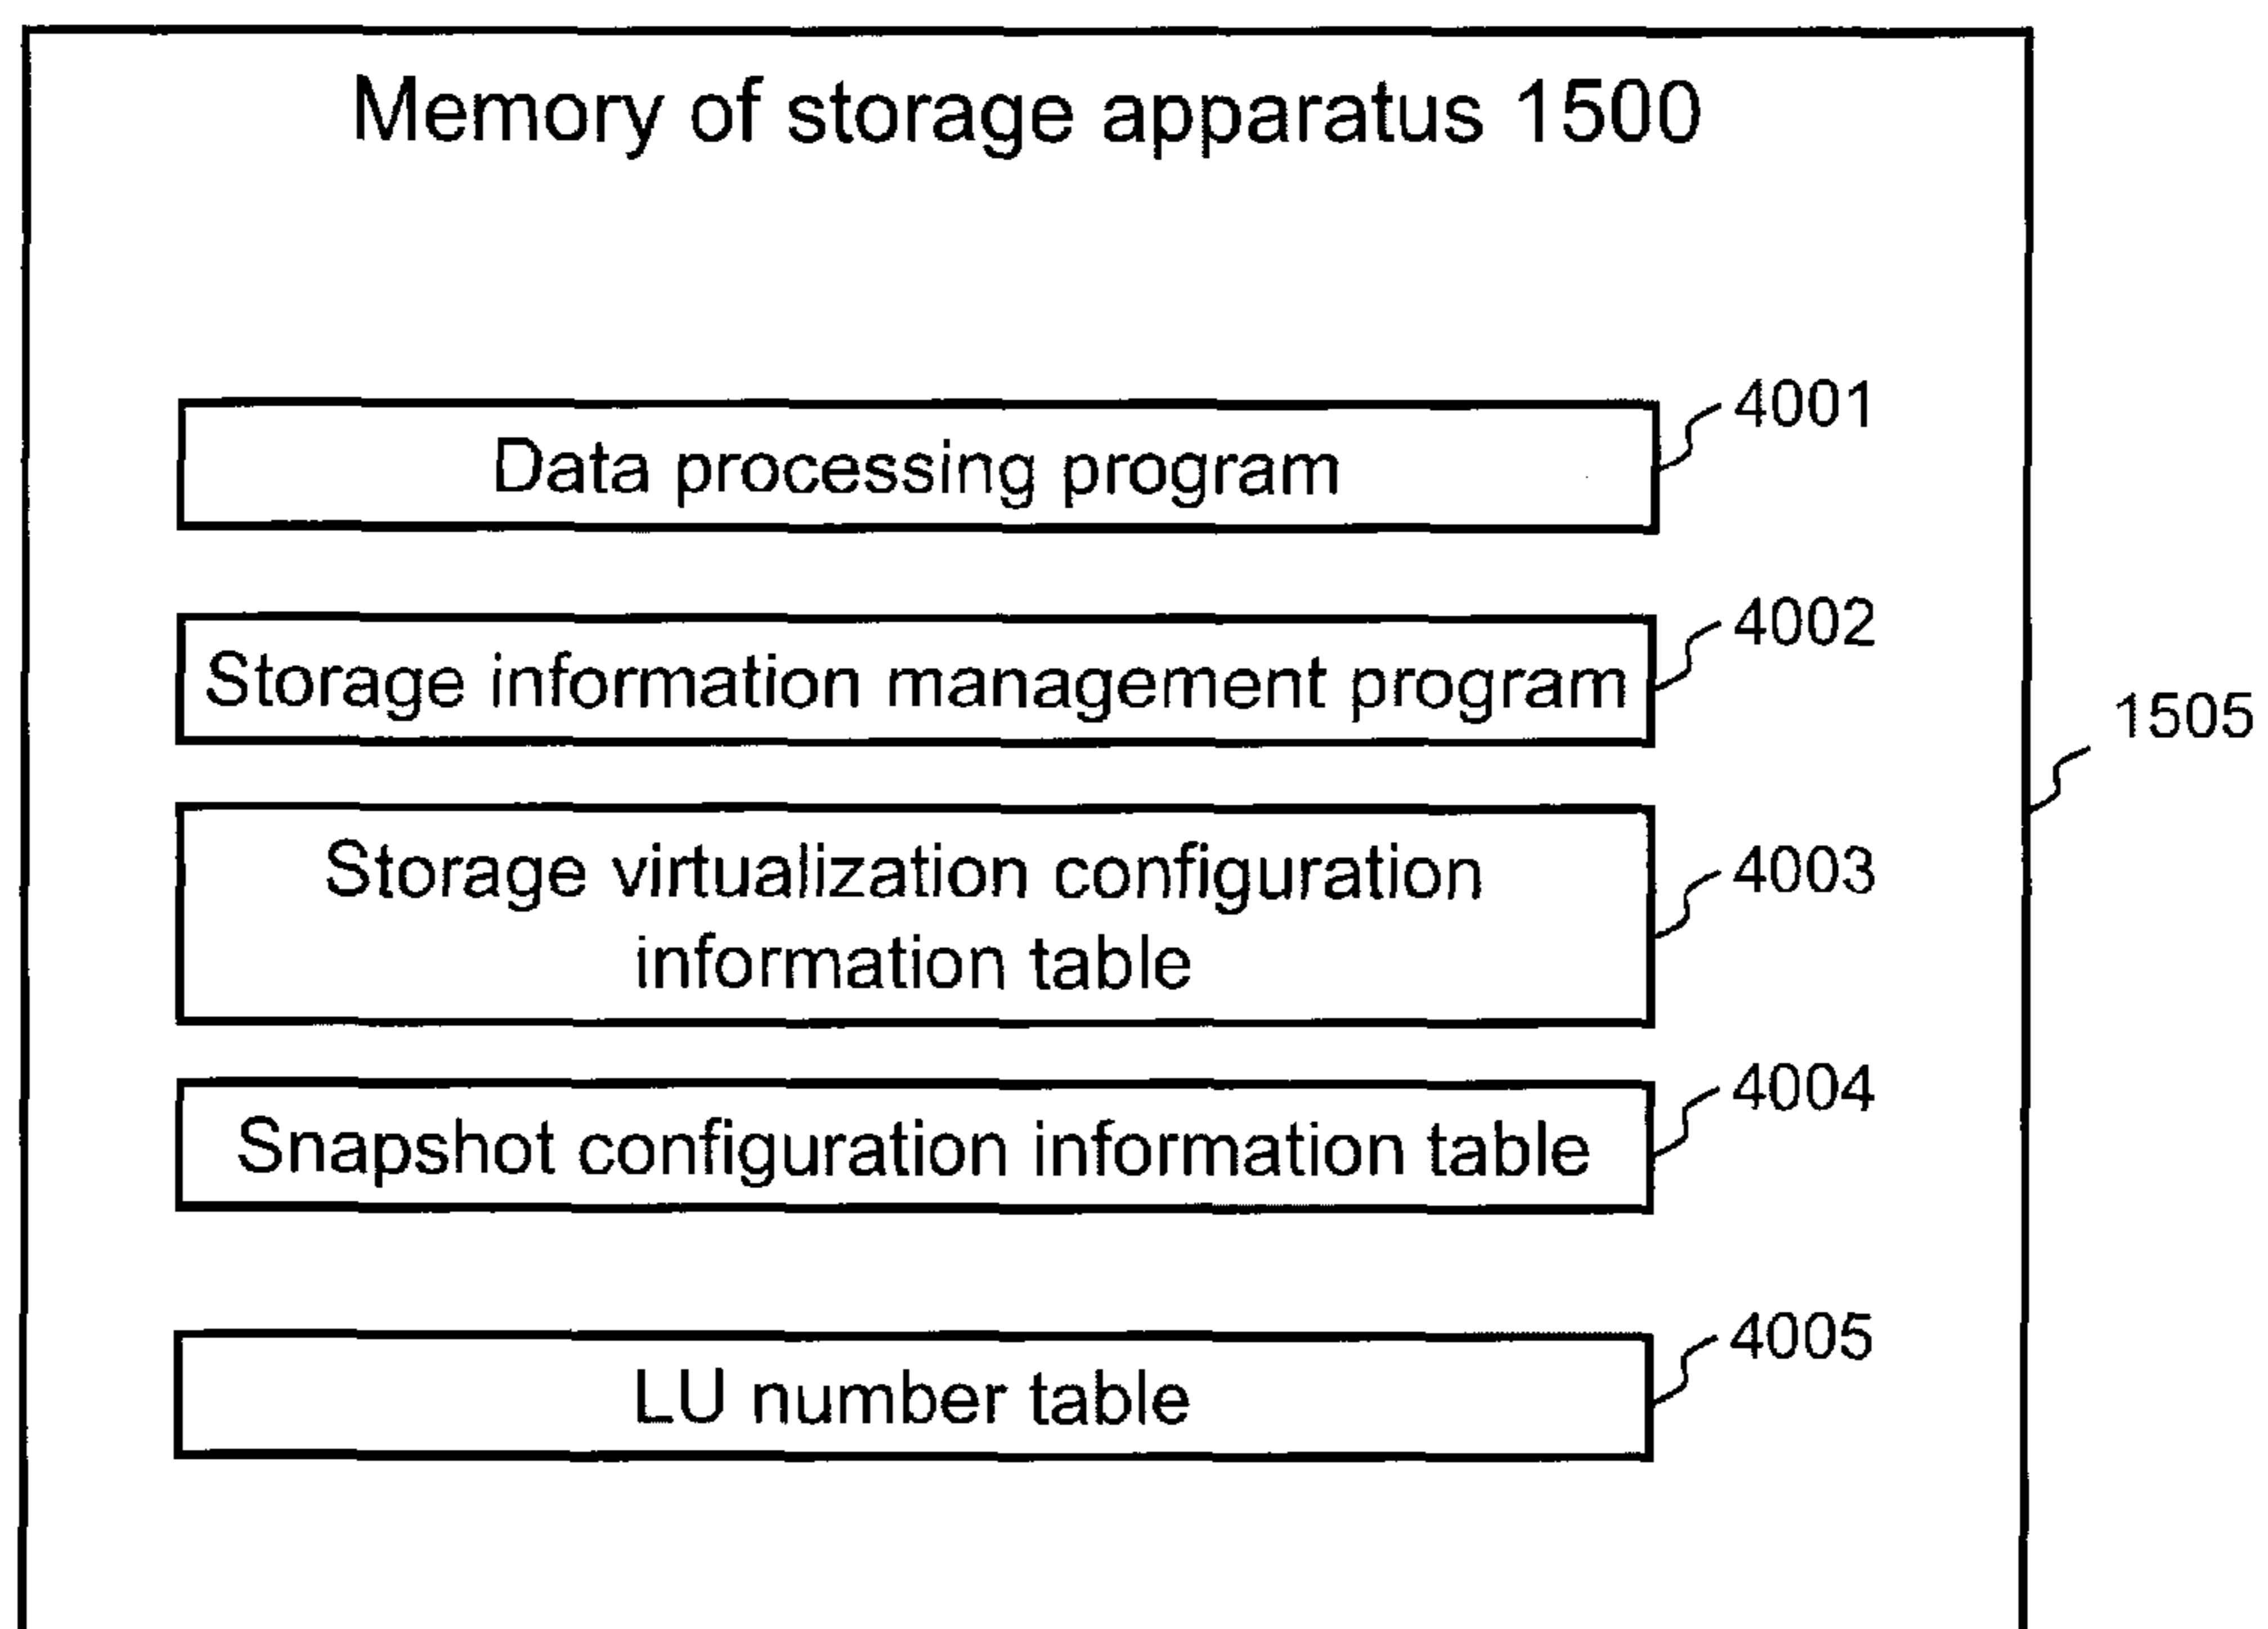 Memory of storage apparatus 1500
4001
Data processing program
4002
Storage information management program
1505
Storage virtualization configuration
4003
information table
4004
Snapshot configuration information table
4005
LU number table